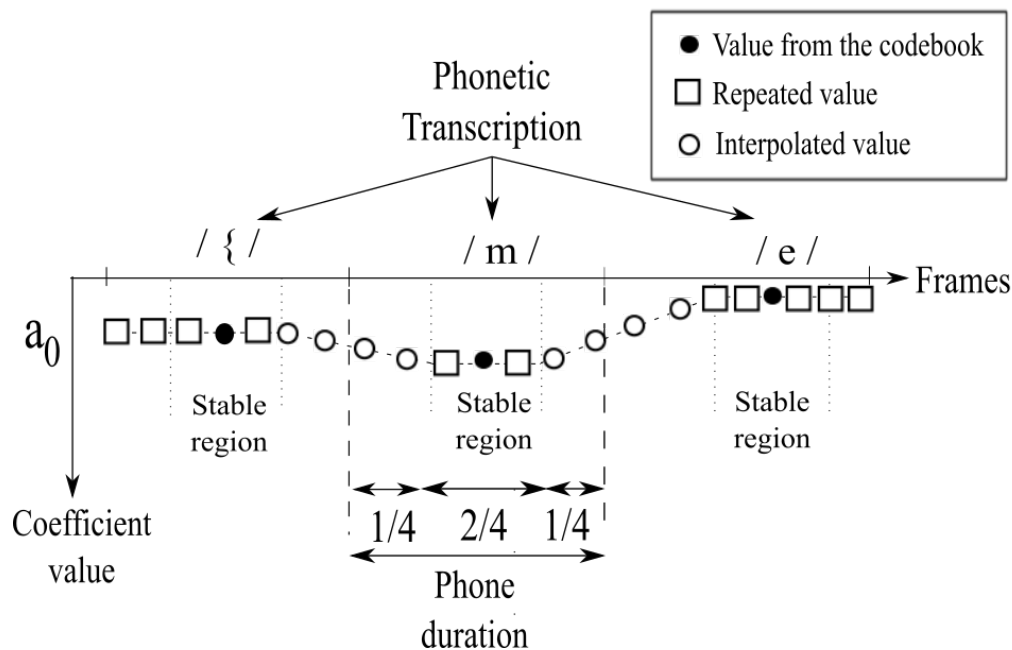 Value from the codebook
Repeated value
Interpolated value
Phonetic
Transcription
/ { /
/ m /
/ e /
Frames
a0
Stable
region
Stable
region
Stable
region
1/4
2/4
1/4
Coefficient
value
Phone
duration